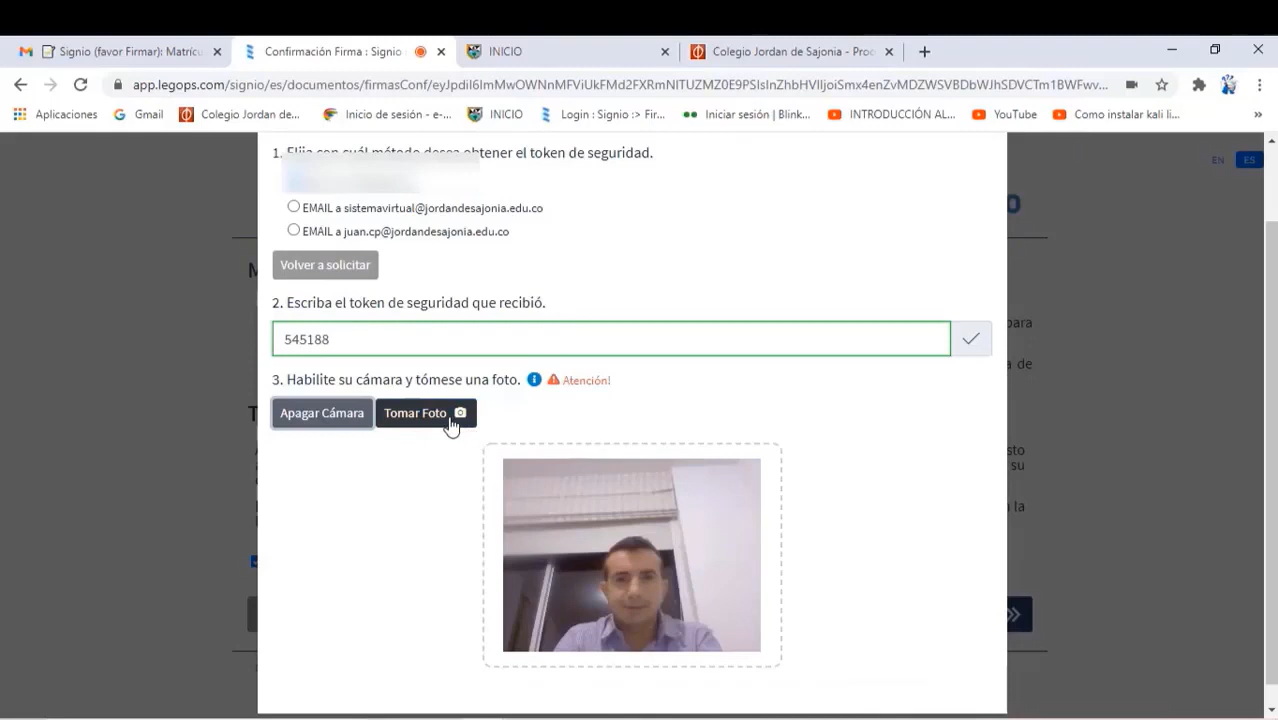 Signio (favor Firmar): Matrícu
Confirmación Firma : Signio
INICIO
Colegio Jordan de Sajonia - Proc
app.legops.com/signio/es/documentos/firmasConf/
Aplicaciones
Gmail
Colegio Jordan de...
Inicio de sesión - e-...
INICIO
Login : Signio :> Fir...
Iniciar sesión | Blink...
INTRODUCCIÓN AL...
YouTube
Como instalar kali li...
»
EN
ES
1. Elija con cuál método desea obtener el token de seguridad.
EMAIL a sistemavirtual@jordandesajonia.edu.co
EMAIL a juan.cp@jordandesajonia.edu.co
Volver a solicitar
2. Escriba el token de seguridad que recibió.
545188
3. Habilite su cámara y tómese una foto. Atención!
Apagar Cámara
Tomar Foto